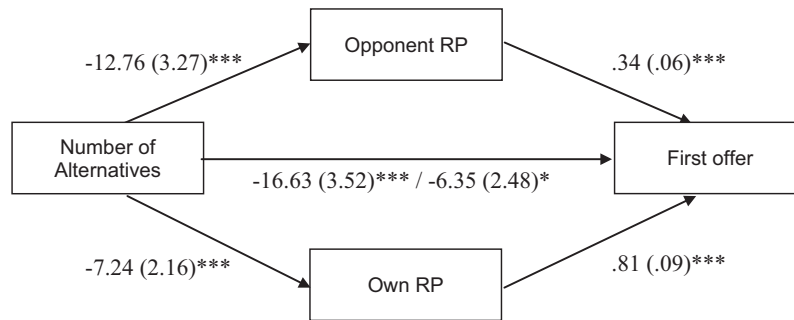 Opponent RP
-12.76 (3.27)***
.34 (.06)***
Number of
Alternatives
First offer
-16.63 (3.52)*** / -6.35 (2.48)*
-7.24 (2.16)***
.81 (.09)***
Own RP